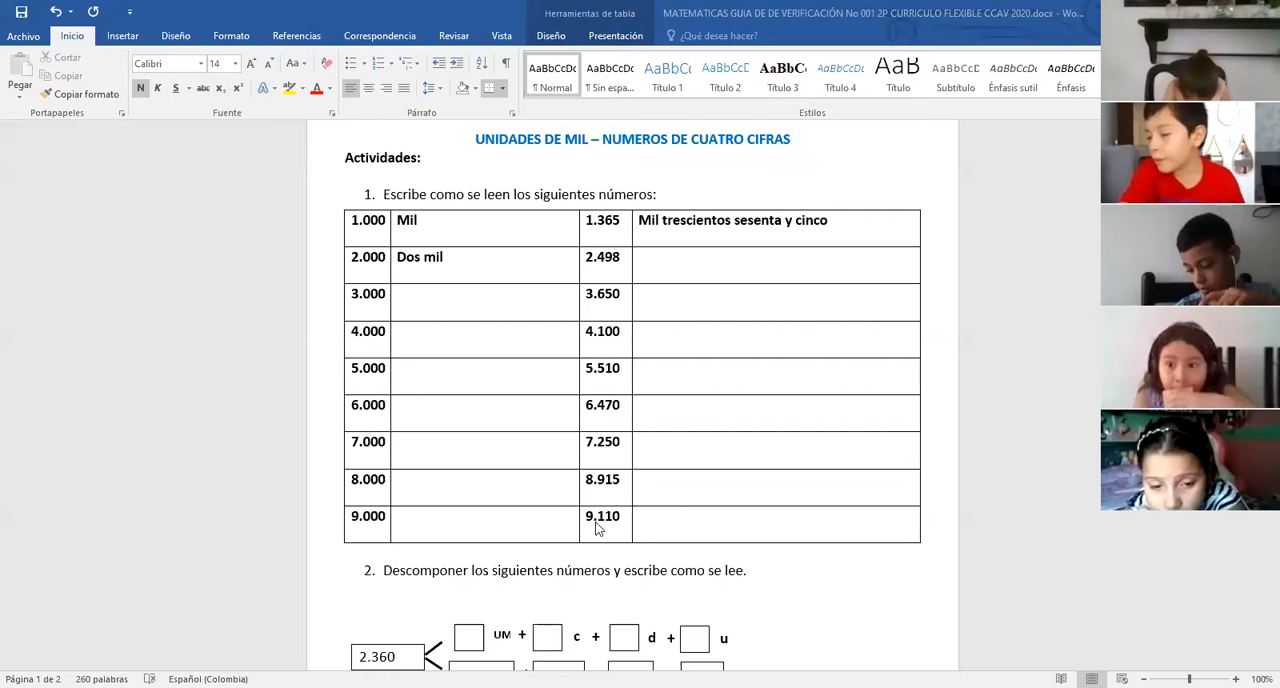 Herramientas de tabla
MATEMATICAS GUIA DE DE VERIFICACIÓN No 001 2P CURRICULO FLEXIBLE CCAV 2020.docx - Wo...
Archivo Inicio Insertar Diseño Formato Referencias Correspondencia Revisar Vista Diseño Presentación ¿Qué desea hacer?
Pegar
Cortar
Copiar
Copiar formato
Calibri 14
N K S abc x₂ x²
AaBbCcDc AaBbCcDc AaBbCc AaBbCcD AaBbC AaBbCcD AaB AaBbCcD AaBbCcDc AaBbCcDc
¶ Normal ¶ Sin espa... Título 1 Título 2 Título 3 Título 4 Título Subtítulo Énfasis sutil Énfasis
Portapapeles Fuente Párrafo Estilos
UNIDADES DE MIL – NUMEROS DE CUATRO CIFRAS
Actividades:
1. Escribe como se leen los siguientes números:
1.000 Mil 1.365 Mil trescientos sesenta y cinco
2.000 Dos mil 2.498
3.000 3.650
4.000 4.100
5.000 5.510
6.000 6.470
7.000 7.250
8.000 8.915
9.000 9.110
2. Descomponer los siguientes números y escribe como se lee.
UM + c + d + u
2.360
Página 1 de 2 260 palabras Español (Colombia) 100%